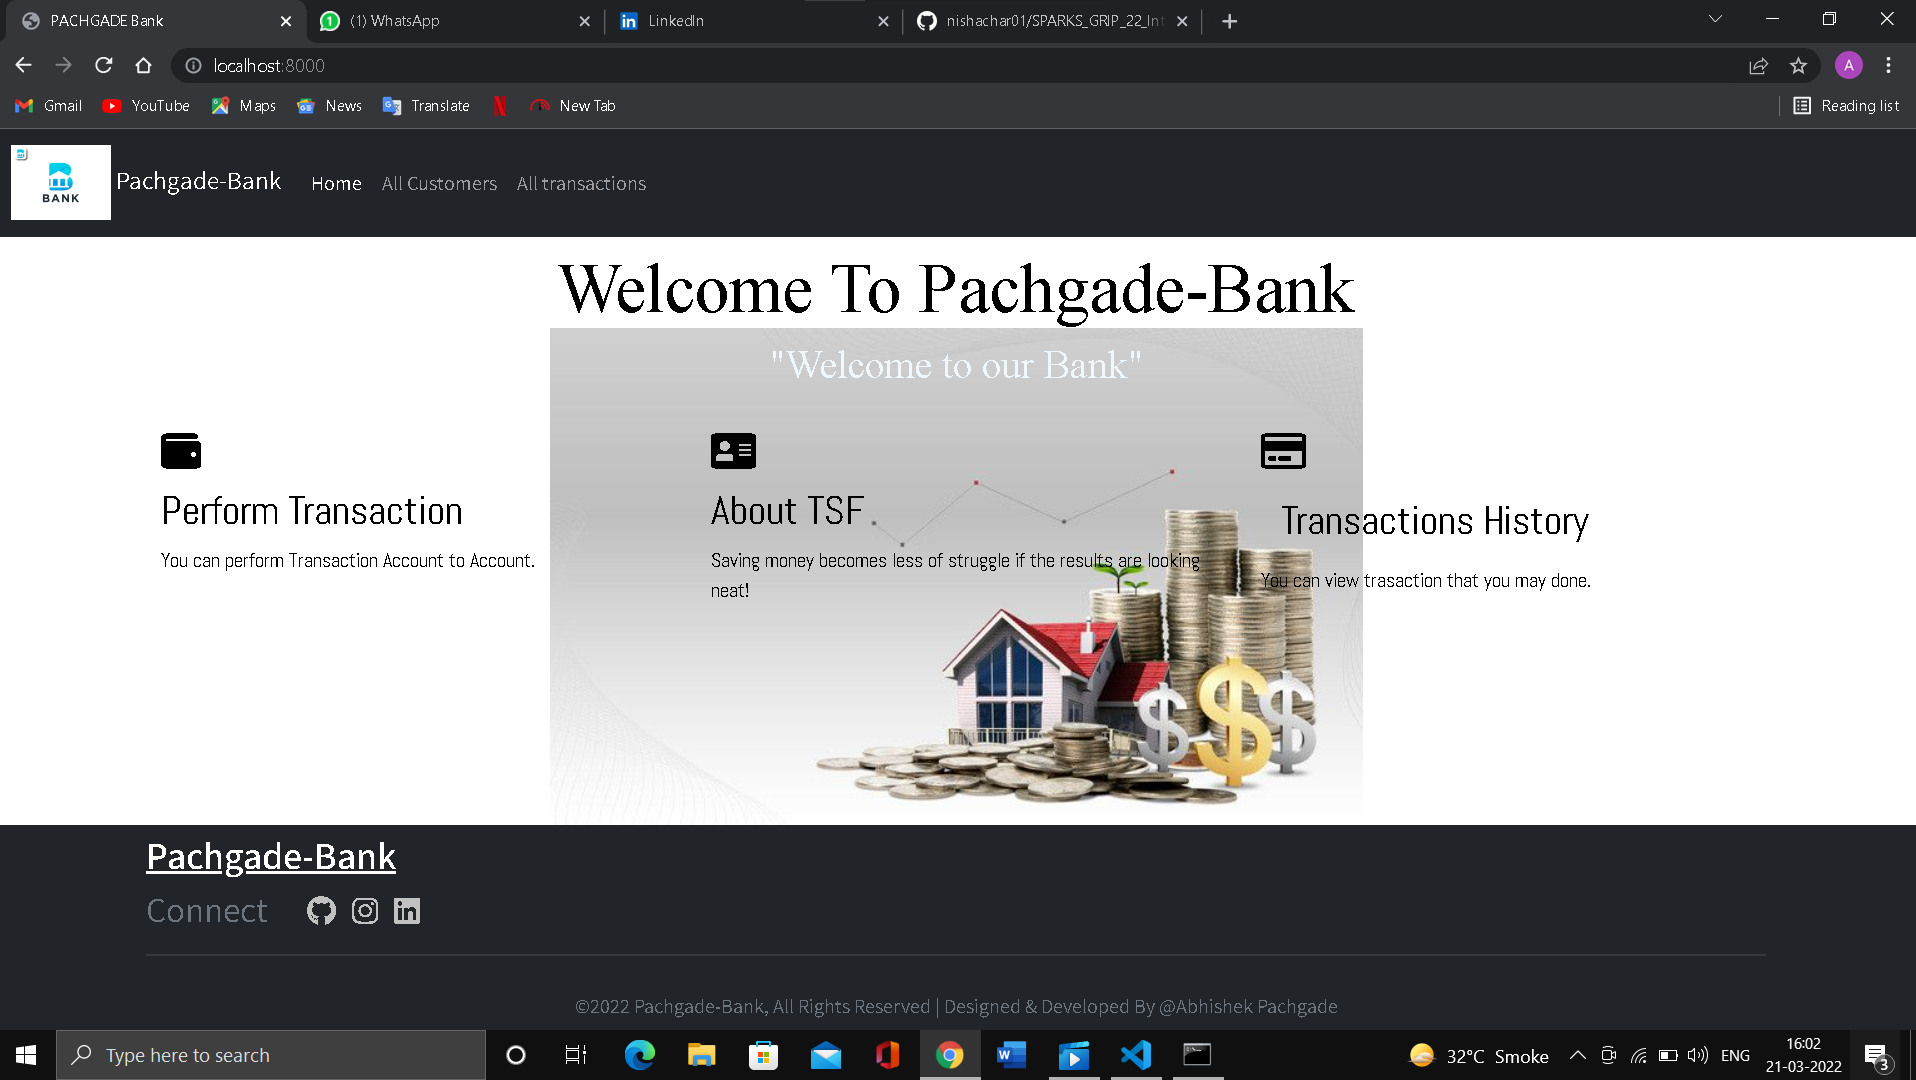 PACHGADE Bank
(1) WhatsApp
LinkedIn
nishachar01/SPARKS_GRIP_22_Int
localhost:8000
A
Gmail
YouTube
Maps
News
Translate
New Tab
Reading list
BANK
Pachgade-Bank
Home
All Customers
All transactions
Welcome To Pachgade-Bank
"Welcome to our Bank"
Perform Transaction
You can perform Transaction Account to Account.
About TSF
Saving money becomes less of struggle if the results are looking
neat!
Transactions History
You can view trasaction that you may done.
Pachgade-Bank
Connect
©2022 Pachgade-Bank, All Rights Reserved | Designed & Developed By @Abhishek Pachgade
Type here to search
32°C Smoke
ENG
16:02
21-03-2022
3